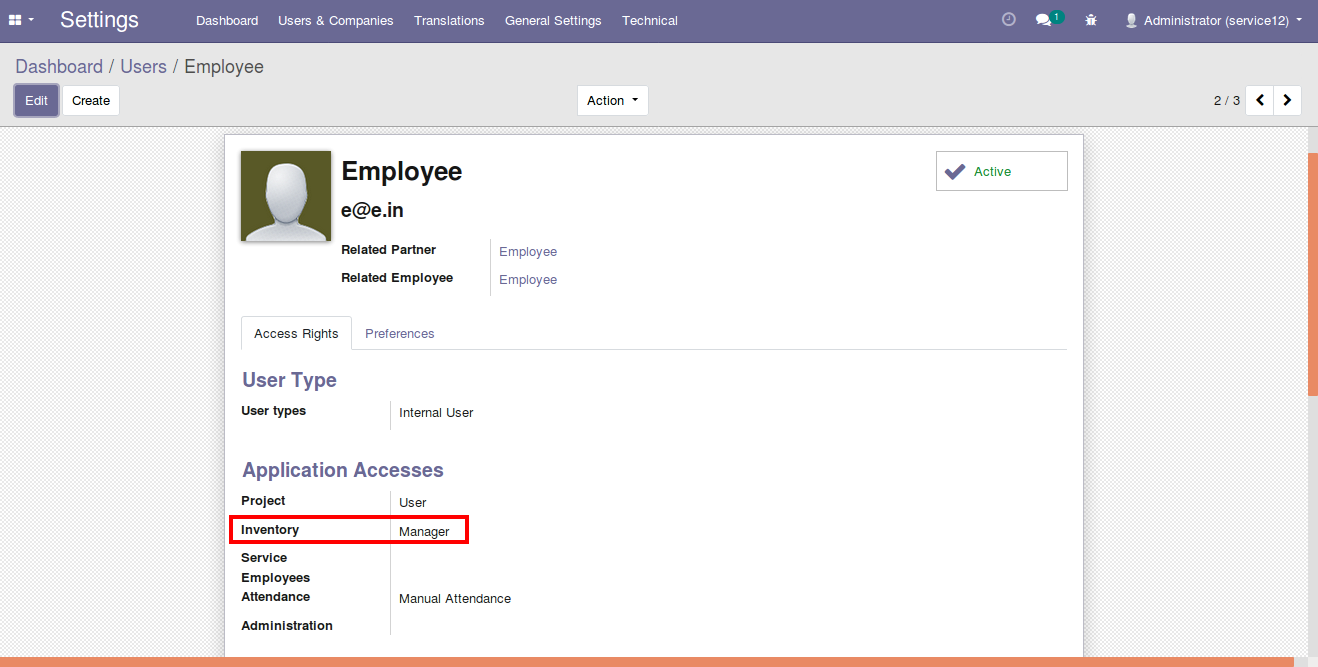 Settings Dashboard Users & Companies Translations General Settings Technical 1 Administrator (service12)
Dashboard / Users / Employee
Edit Create Action 2 / 3
Employee
Active
e@e.in
Related Partner Employee
Related Employee Employee
Access Rights Preferences
User Type
User types Internal User
Application Accesses
Project User
Inventory Manager
Service
Employees
Attendance Manual Attendance
Administration